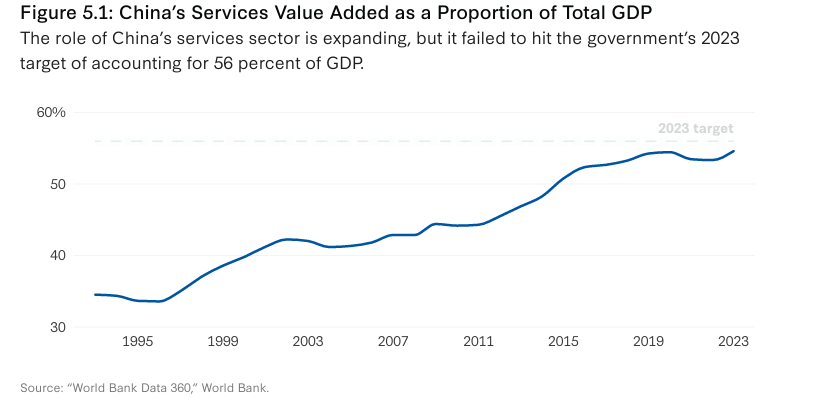 Figure 5.1: China’s Services Value Added as a Proportion of Total GDP
The role of China’s services sector is expanding, but it failed to hit the government’s 2023
target of accounting for 56 percent of GDP.
60%
2023 target
50
40
30
1995 1999 2003 2007 2011 2015 2019 2023
Source: “World Bank Data 360,” World Bank.